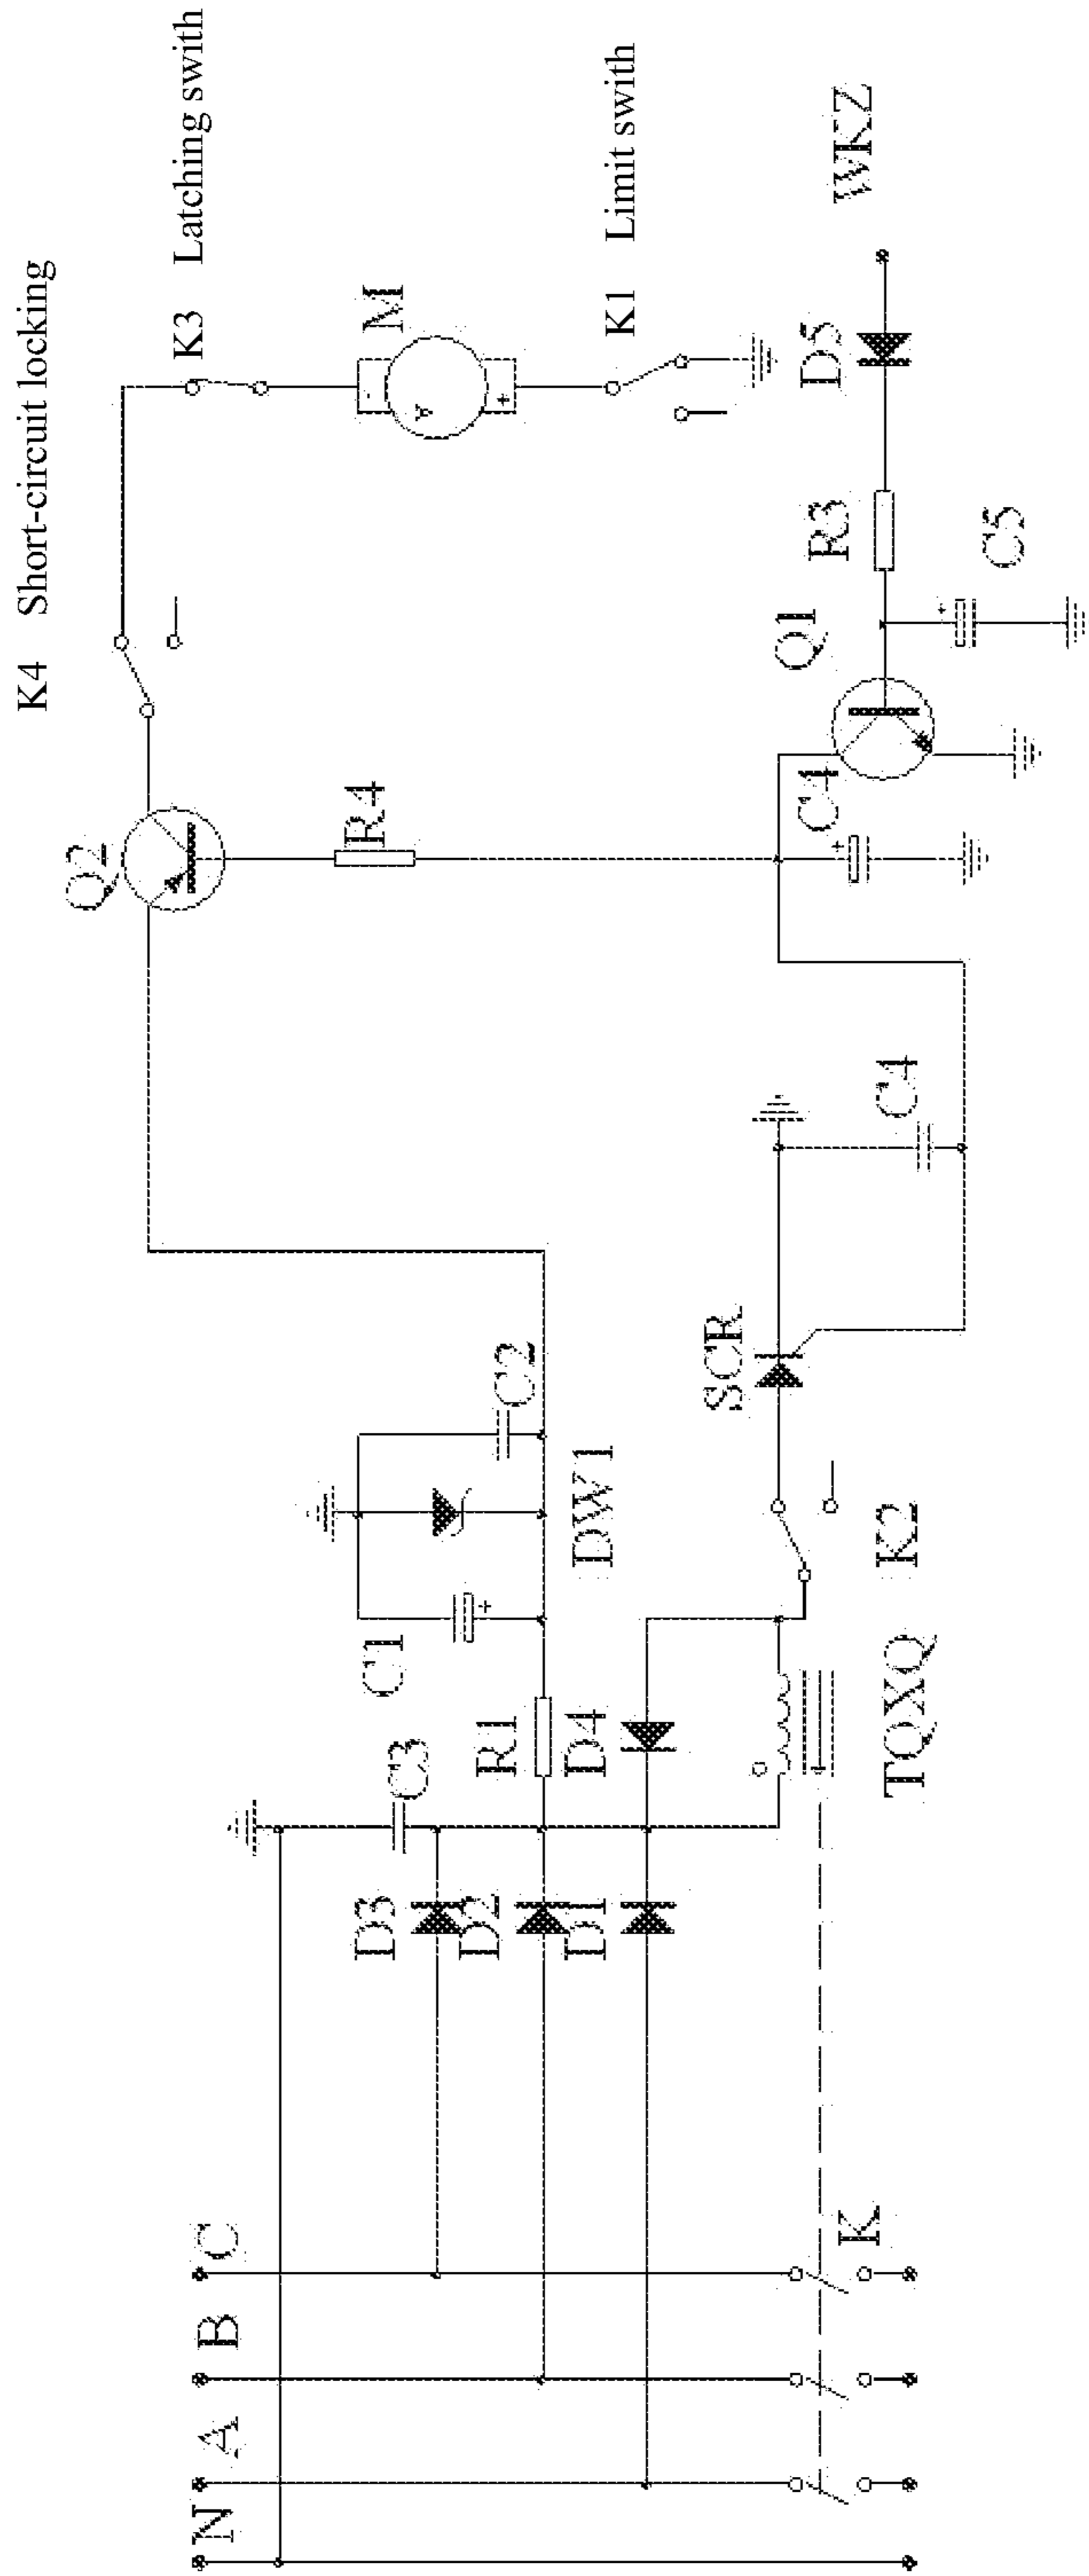 K4 Short-circuit locking
K3 Latching swith
M
K1 Limit swith
WKZ
D5
R3
C5
Q1
Q2
R4
C4
C4
SCR
C2
DW1
C1
K2
TQXQ
R1
D4
C3
D3
D2
D1
N A B C
K
A
-
+
+
+
+